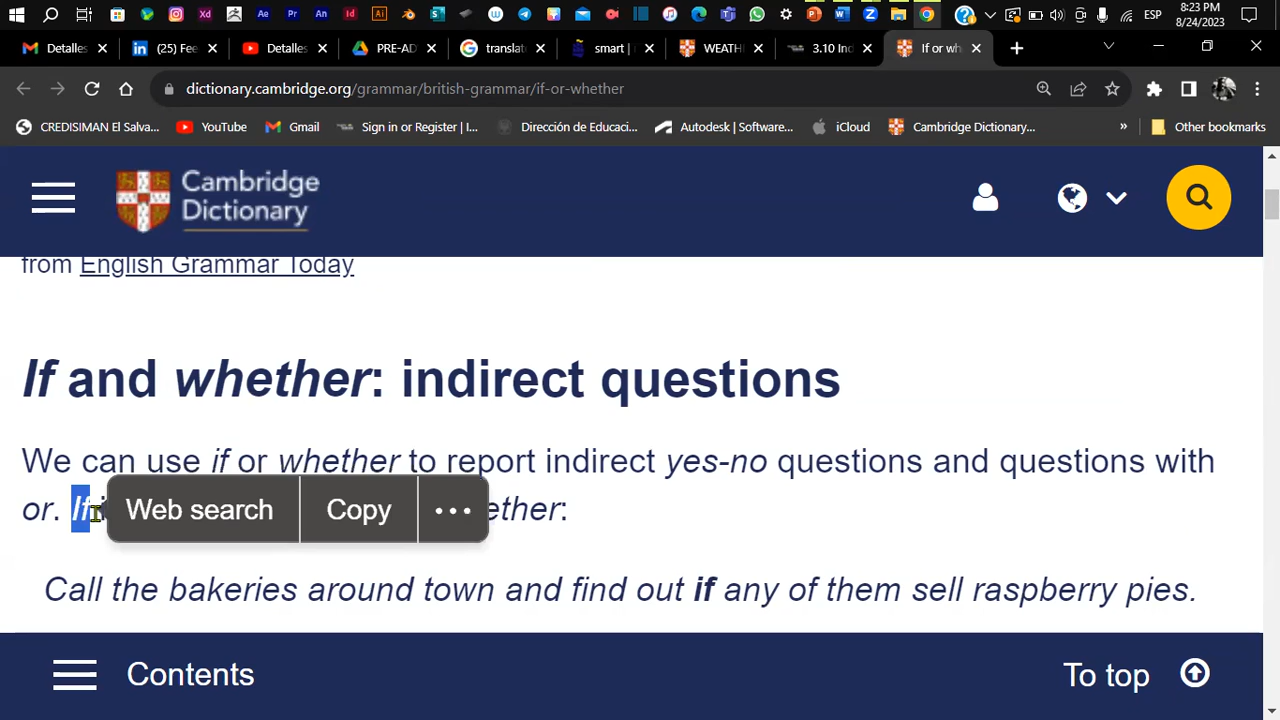 8:23 PM
ESP
8/24/2023
Detalles
(25) Fee
Detalles
PRE-AD
translate
smart |
WEATH
3.10 Ind
If or wh
dictionary.cambridge.org/grammar/british-grammar/if-or-whether
CREDISIMAN El Salva...
YouTube
Gmail
Sign in or Register | I...
Dirección de Educaci...
Autodesk | Software...
iCloud
Cambridge Dictionary...
»
Other bookmarks
Cambridge
Dictionary
from English Grammar Today
If and whether: indirect questions
We can use if or whether to report indirect yes-no questions and questions with
or. If
ether:
Web search
Copy
...
Call the bakeries around town and find out if any of them sell raspberry pies.
Contents
To top